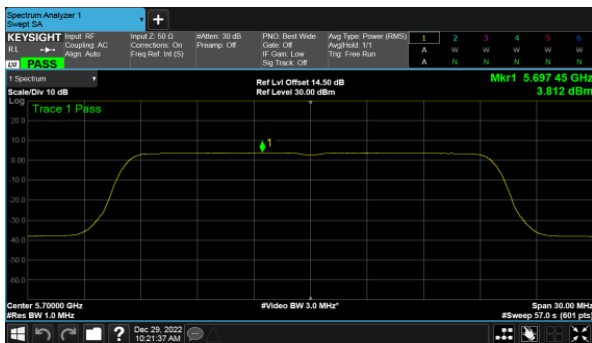 Spectrum Analyzer 1
Swept SA
+
KEYSIGHT Input: RF Input Z: 50 Ω #Atten: 30 dB PNO: Best Wide Avg Type: Power (RMS) 1 2 3 4 5 6
RL Coupling: AC Corrections: On Preamp: Off Gate: Off Avg|Hold: 1/1 A W W W W W
Align: Auto Freq Ref: Int (S) IF Gain: Low Trig: Free Run
LXI PASS Sig Track: Off A N N N N N
1 Spectrum Ref Lvl Offset 14.50 dB Mkr1 5.697 45 GHz
Scale/Div 10 dB Ref Level 30.00 dBm 3.812 dBm
Log
Trace 1 Pass
20.0
10.0
1
0.00
-10.0
-20.0
-30.0
-40.0
-50.0
-60.0
Center 5.70000 GHz #Video BW 3.0 MHz* Span 30.00 MHz
#Res BW 1.0 MHz #Sweep 57.0 s (601 pts)
? Dec 29, 2022
10:21:37 AM